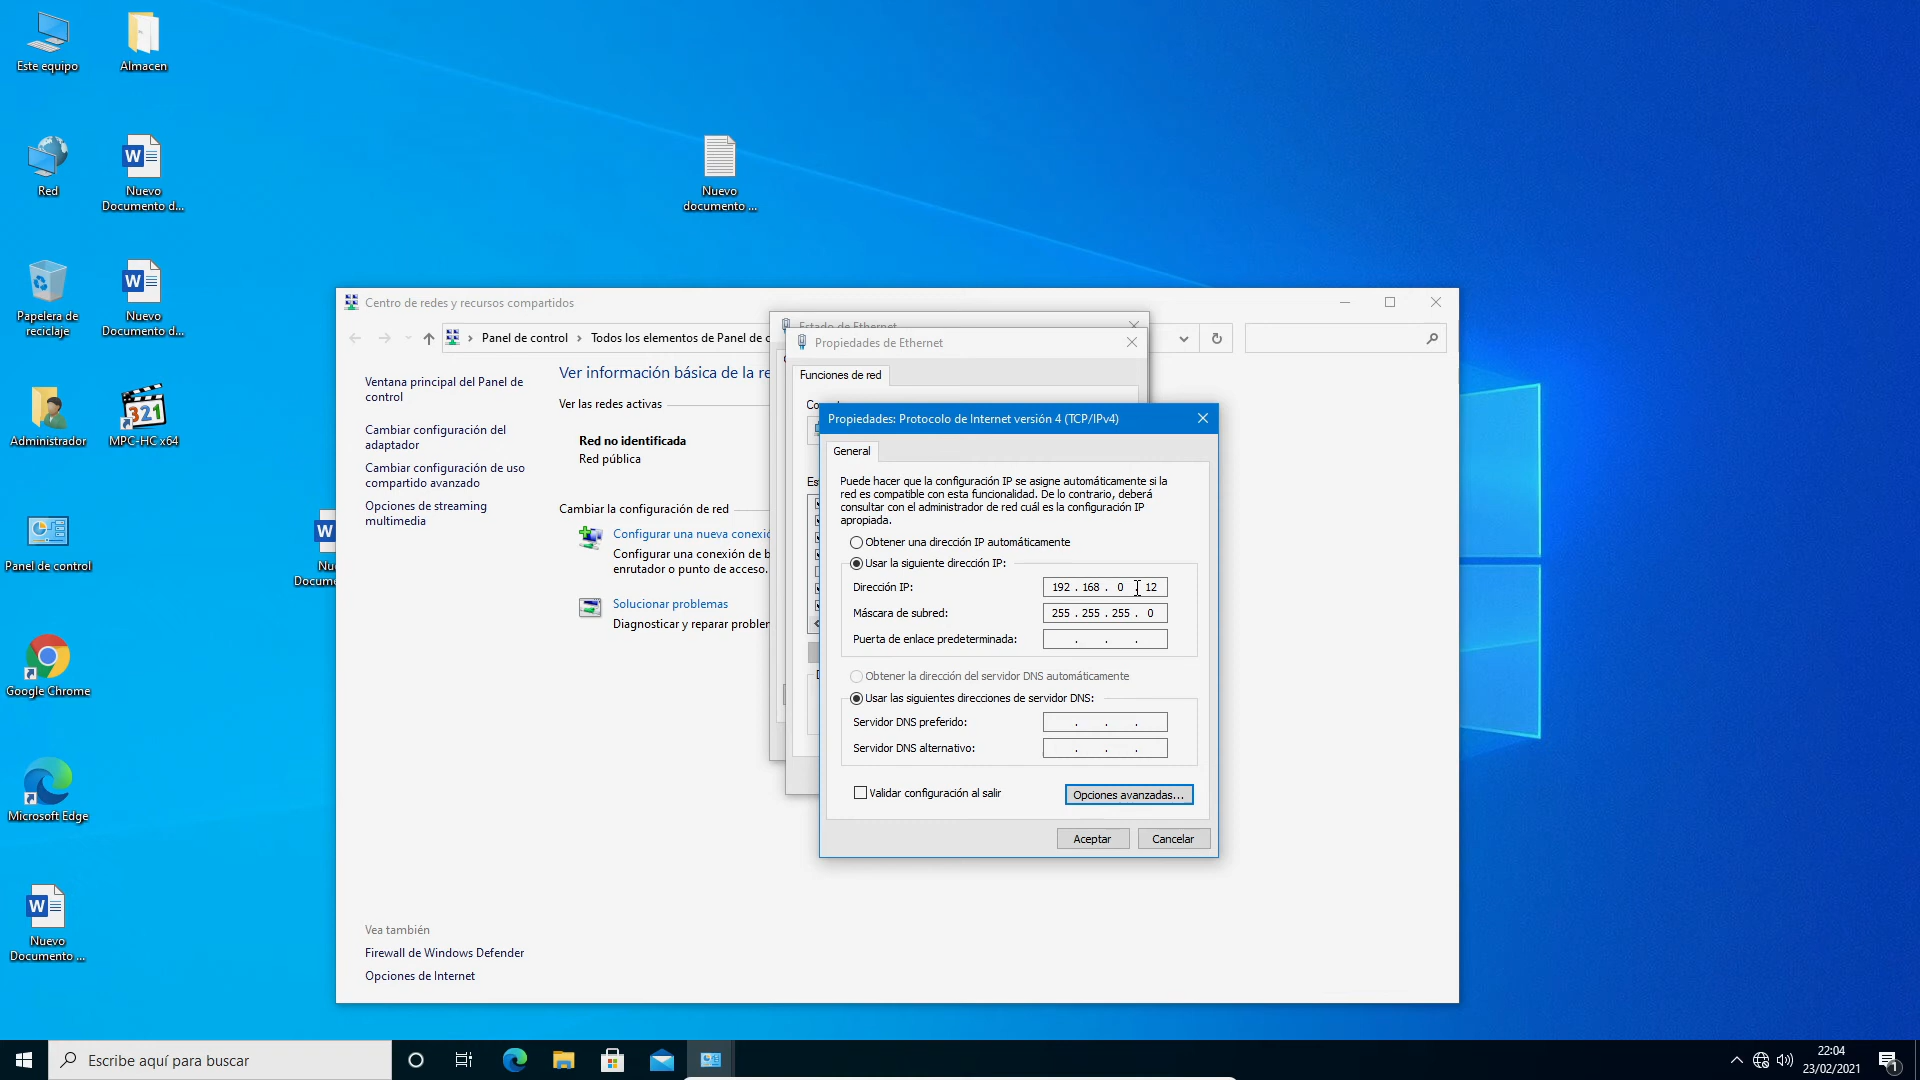 Este equipo
Almacen
Red
Nuevo
Documento d...
Nuevo
documento ...
Papelera de
reciclaje
Nuevo
Documento d...
Administrador
MPC-HC x64
321
Panel de control
Google Chrome
Microsoft Edge
Nuevo
Documento ...
Centro de redes y recursos compartidos
Panel de control
Todos los elementos de Panel de c
Ventana principal del Panel de
control
Cambiar configuración del
adaptador
Cambiar configuración de uso
compartido avanzado
Opciones de streaming
multimedia
Ver información básica de la re
Ver las redes activas
Red no identificada
Red pública
Cambiar la configuración de red
Configurar una nueva conexic
Configurar una conexión de b
enrutador o punto de acceso.
Solucionar problemas
Diagnosticar y reparar probler
Vea también
Firewall de Windows Defender
Opciones de Internet
Estado de Ethernet
Propiedades de Ethernet
Funciones de red
Co
Es
Propiedades: Protocolo de Internet versión 4 (TCP/IPv4)
General
Puede hacer que la configuración IP se asigne automáticamente si la
red es compatible con esta funcionalidad. De lo contrario, deberá
consultar con el administrador de red cuál es la configuración IP
apropiada.
Obtener una dirección IP automáticamente
Usar la siguiente dirección IP:
Dirección IP:
192 . 168 . 0 . 12
Máscara de subred:
255 . 255 . 255 . 0
Puerta de enlace predeterminada:
. . .
Obtener la dirección del servidor DNS automáticamente
Usar las siguientes direcciones de servidor DNS:
Servidor DNS preferido:
. . .
Servidor DNS alternativo:
. . .
Validar configuración al salir
Opciones avanzadas...
Aceptar
Cancelar
Escribe aquí para buscar
22:04
23/02/2021
1